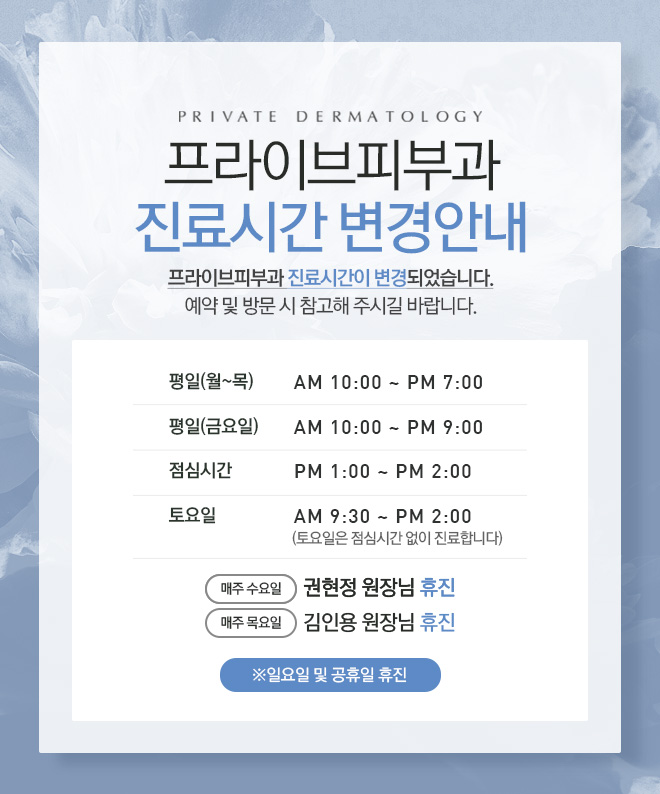 PRIVATE DERMATOLOGY
프라이브피부과
진료시간 변경안내
프라이브피부과 진료시간이 변경되었습니다.
예약 및 방문 시 참고해 주시길 바랍니다.
평일(월~목) AM 10:00 ~ PM 7:00
평일(금요일) AM 10:00 ~ PM 9:00
점심시간 PM 1:00 ~ PM 2:00
토요일 AM 9:30 ~ PM 2:00
(토요일은 점심시간 없이 진료합니다)
매주 수요일 권현정 원장님 휴진
매주 목요일 김인용 원장님 휴진
※일요일 및 공휴일 휴진